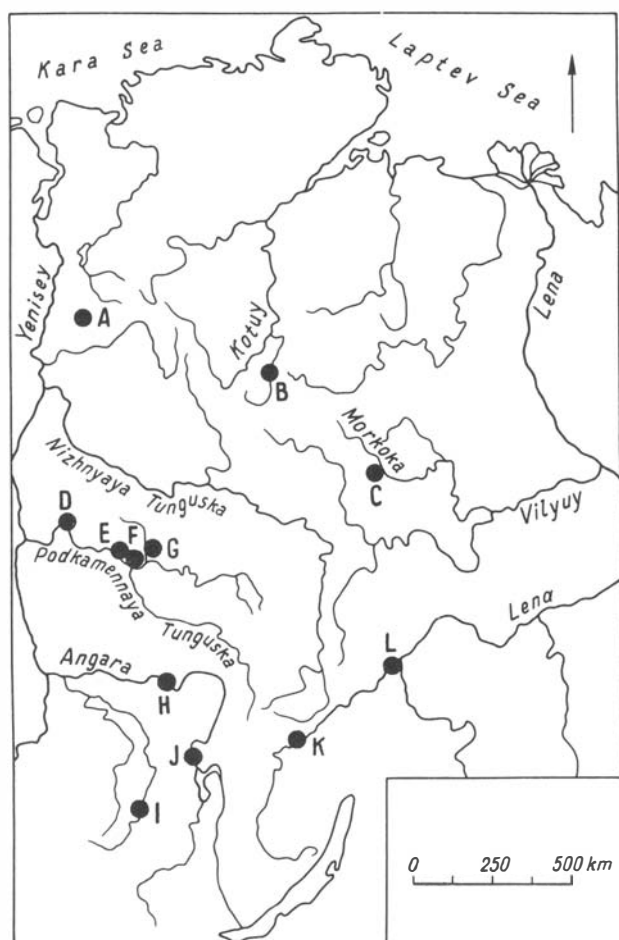 Kara Sea
Laptev Sea
Yenisey
A
Kotuy
B
Lena
Morkoka
C
Nizhnyaya Tunguska
Vilyuy
D
E
F
G
Podkamennaya Tunguska
Lena
Angara
H
L
J
K
I
0 250 500 km